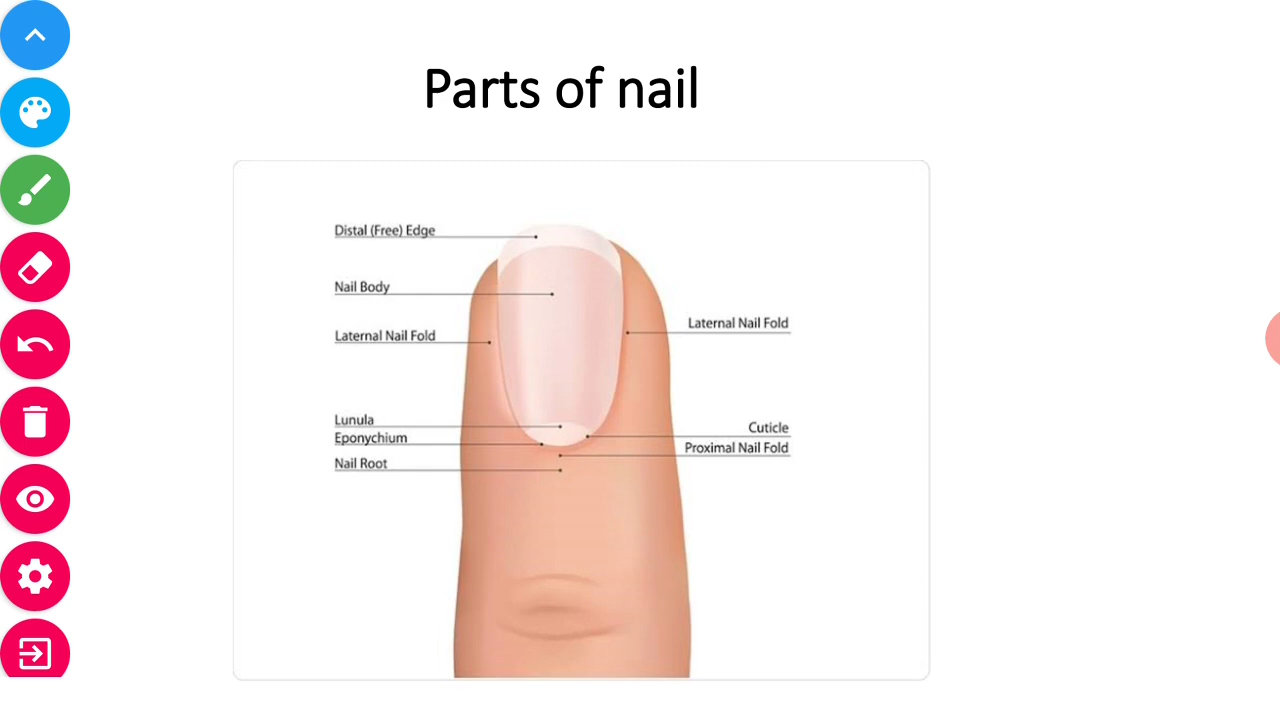 Parts of nail
Distal (Free) Edge
Nail Body
Laternal Nail Fold
Laternal Nail Fold
Lunula
Cuticle
Eponychium
Proximal Nail Fold
Nail Root